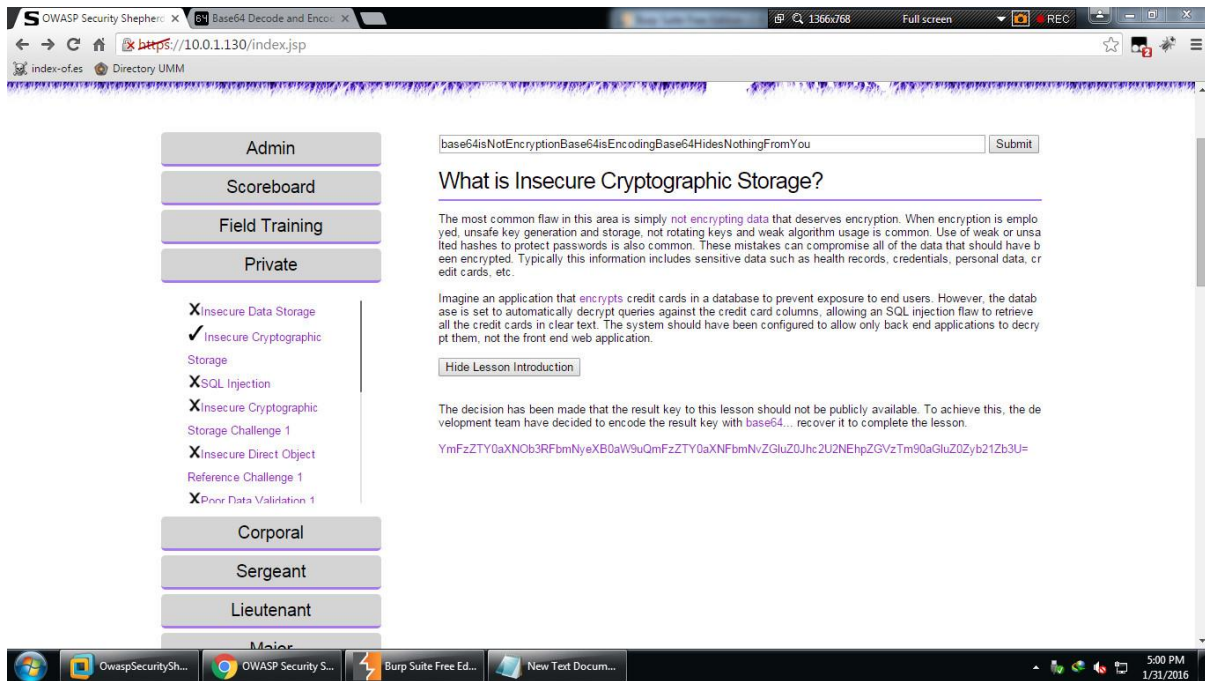 OWASP Security Shepher
Base64 Decode and Encoc
1366x768
Full screen
REC
https://10.0.1.130/index.jsp
index-of.es
Directory UMM
Admin
Scoreboard
Field Training
Private
XInsecure Data Storage
✓Insecure Cryptographic
Storage
XSQL Injection
XInsecure Cryptographic
Storage Challenge 1
XInsecure Direct Object
Reference Challenge 1
XPoor Data Validation 1
Corporal
Sergeant
Lieutenant
Major
base64isNotEncryptionBase64isEncodingBase64HidesNothingFromYou
Submit
What is Insecure Cryptographic Storage?
The most common flaw in this area is simply not encrypting data that deserves encryption. When encryption is emplo
yed, unsafe key generation and storage, not rotating keys and weak algorithm usage is common. Use of weak or unsa
lted hashes to protect passwords is also common. These mistakes can compromise all of the data that should have b
een encrypted. Typically this information includes sensitive data such as health records, credentials, personal data, cr
edit cards, etc.
Imagine an application that encrypts credit cards in a database to prevent exposure to end users. However, the datab
ase is set to automatically decrypt queries against the credit card columns, allowing an SQL injection flaw to retrieve
all the credit cards in clear text. The system should have been configured to allow only back end applications to decry
pt them, not the front end web application.
Hide Lesson Introduction
The decision has been made that the result key to this lesson should not be publicly available. To achieve this, the de
velopment team have decided to encode the result key with base64... recover it to complete the lesson.
YmFzZTY0aXNOb3RFbmNyeXB0aW9uQmFzZTY0aXNFbmNvZGluZ0Jhc2U2NEhpZGVzTm90aGluZ0Zyb21Zb3U=
OwaspSecuritySh...
OWASP Security S...
Burp Suite Free Ed...
New Text Docum...
5:00 PM
1/31/2016